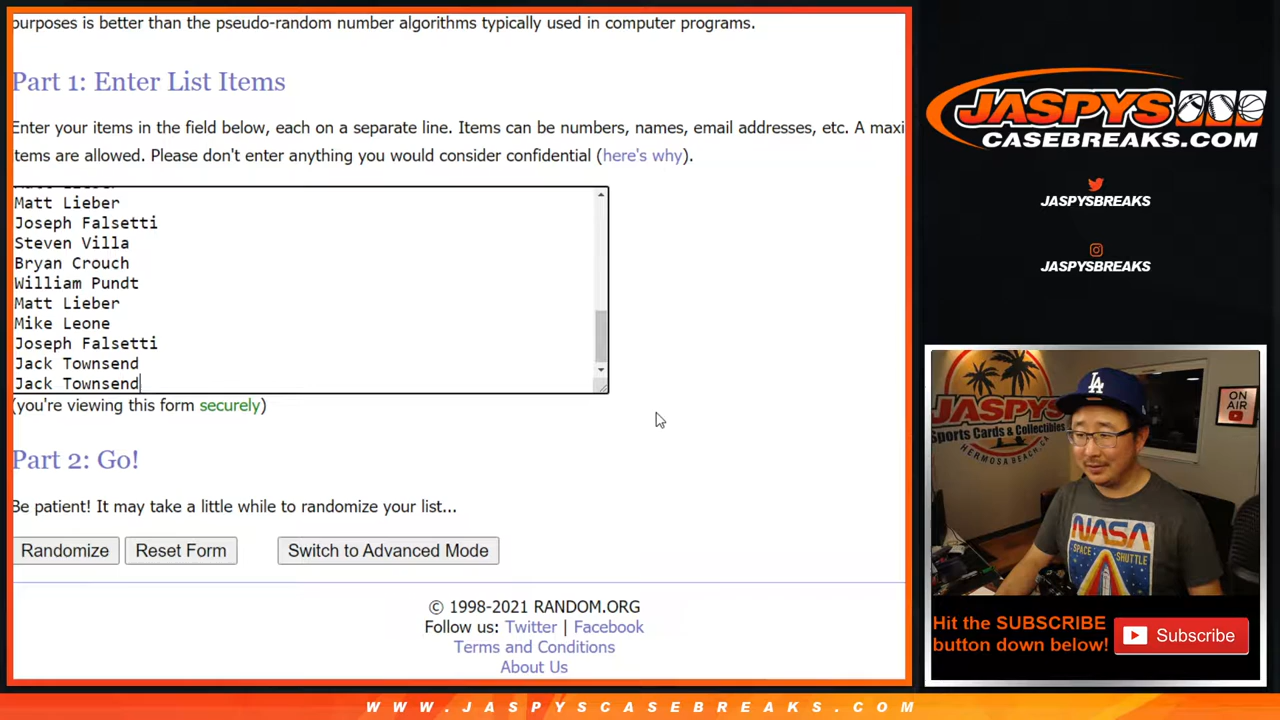 purposes is better than the pseudo-random number algorithms typically used in computer programs.
Part 1: Enter List Items
Enter your items in the field below, each on a separate line. Items can be numbers, names, email addresses, etc. A maxi
items are allowed. Please don't enter anything you would consider confidential (here's why).
Matt Lieber
Matt Lieber
Joseph Falsetti
Steven Villa
Bryan Crouch
William Pundt
Matt Lieber
Mike Leone
Joseph Falsetti
Jack Townsend
Jack Townsend
(you're viewing this form securely)
Part 2: Go!
Be patient! It may take a little while to randomize your list...
Randomize
Reset Form
Switch to Advanced Mode
© 1998-2021 RANDOM.ORG
Follow us: Twitter | Facebook
Terms and Conditions
About Us
JASPYS
CASEBREAKS.COM
JASPYSBREAKS
JASPYSBREAKS
JASPYS
Sports Cards & Collectibles
HERMOSA BEACH, CA
ON
AIR
LA
NASA
SPACE SHUTTLE
Hit the SUBSCRIBE
button down below!
Subscribe
WWW.JASPYSCASEBREAKS.COM